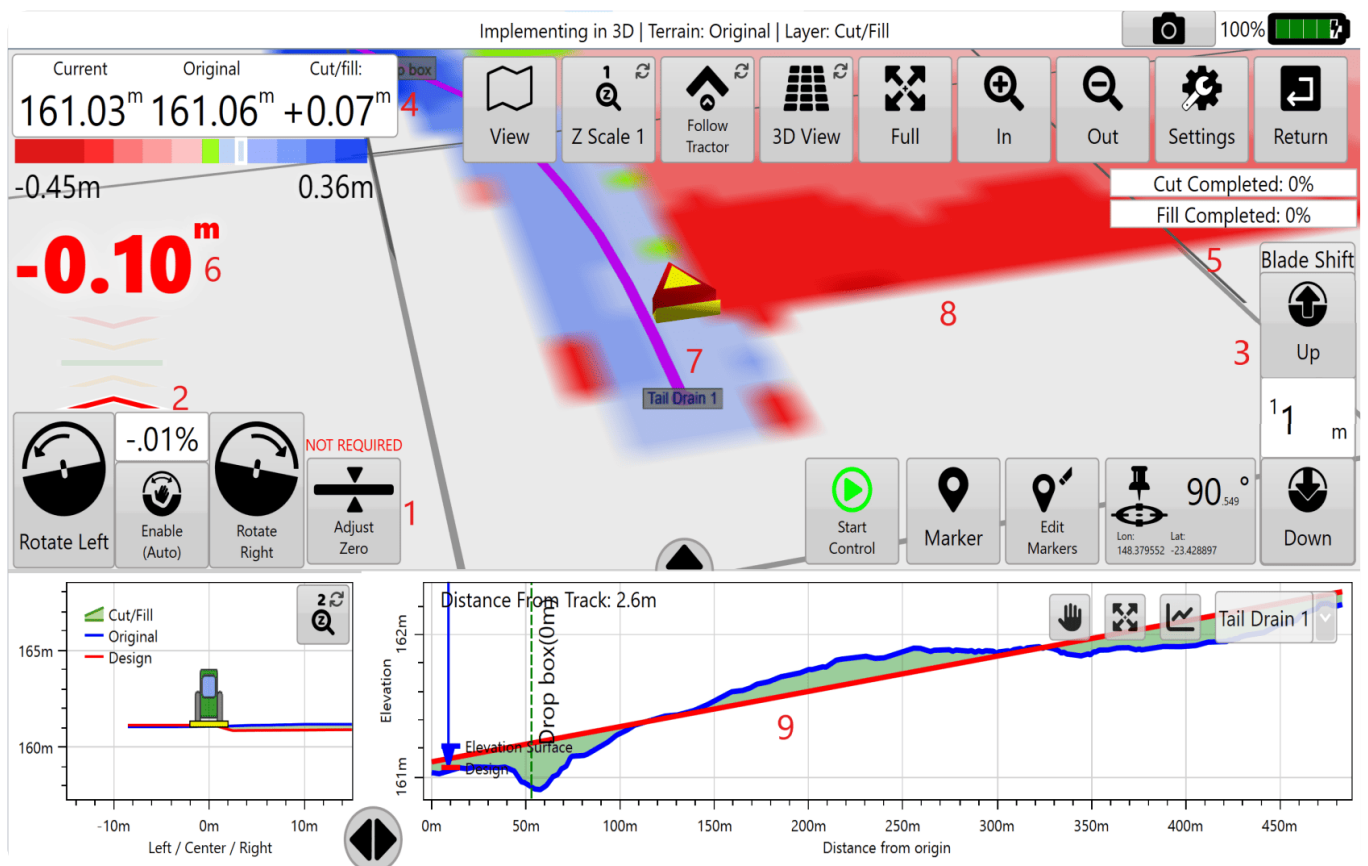 Implementing in 3D | Terrain: Original | Layer: Cut/Fill
100%
Current Original Cut/fill:
161.03m 161.06m +0.07m
4
-0.45m 0.36m
p box
View
1
Z
Z Scale 1
Follow
Tractor
3D View
Full
In
Out
Settings
Return
Cut Completed: 0%
Fill Completed: 0%
5
-0.10m
6
Blade Shift
Up
3
11 m
Down
8
7
Tail Drain 1
2
Rotate Left
-.01%
Enable
(Auto)
Rotate
Right
NOT REQUIRED
Adjust
Zero
1
Start
Control
Marker
Edit
Markers
90.549°
Lon: Lat:
148.379552 -23.428897
Cut/Fill
Original
Design
2
Z
165m
160m
-10m 0m 10m
Left / Center / Right
Distance From Track: 2.6m
Tail Drain 1
Elevation
162m
161m
Drop box(0m)
Elevation Surface
Design
9
0m 50m 100m 150m 200m 250m 300m 350m 400m 450m
Distance from origin